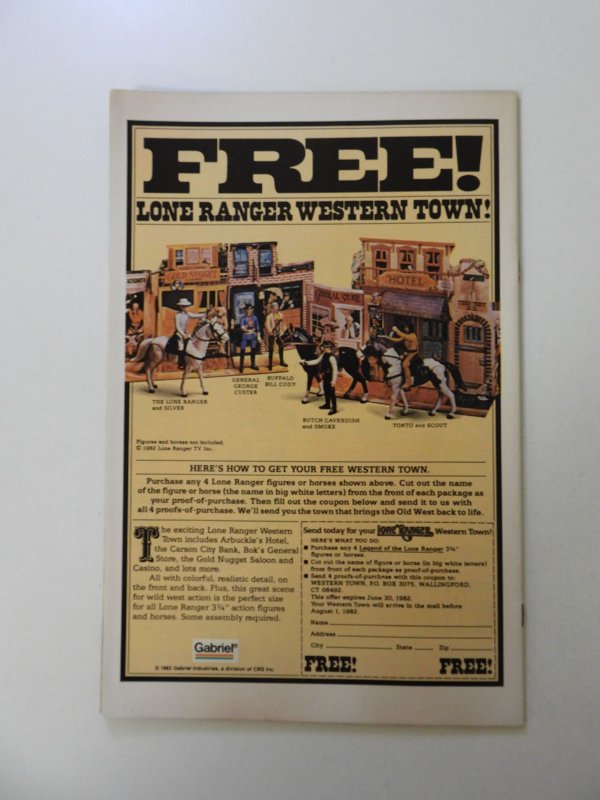 FREE!
LONE RANGER WESTERN TOWN!
GOLD NUGGET
GENERAL STORE
HOTEL
THE LONE RANGER
and SILVER
GENERAL
GEORGE
CUSTER
BUFFALO
BILL CODY
BUTCH CAVENDISH
and SMOKE
TONTO and SCOUT
Figures and horses not included.
© 1982 Lone Ranger TV Inc.
HERE'S HOW TO GET YOUR FREE WESTERN TOWN.
Purchase any 4 Lone Ranger figures or horses shown above. Cut out the name
of the figure or horse (the name in big white letters) from the front of each package as
your proof-of-purchase. Then fill out the coupon below and send it to us with
all 4 proofs-of-purchase. We'll send you the town that brings the Old West back to life.
The exciting Lone Ranger Western
Town includes Arbuckle's Hotel,
the Carson City Bank, Bok's General
Store, the Gold Nugget Saloon and
Casino, and lots more.
All with colorful, realistic detail, on
the front and back. Plus, this great scene
for wild west action is the perfect size
for all Lone Ranger 3¾" action figures
and horses. Some assembly required.
Gabriel®
© 1982 Gabriel Industries, a division of CBS Inc.
Send today for your LONE RANGER Western Town!
HERE'S WHAT YOU DO:
■ Purchase any 4 Legend of the Lone Ranger 3¾"
figures or horses.
■ Cut out the name of figure or horse (in big white letters)
from front of each package as proof-of-purchase.
■ Send 4 proofs-of-purchase with this coupon to:
WESTERN TOWN, P.O. BOX 3075, WALLINGFORD,
CT 06492.
This offer expires June 30, 1982.
Your Western Town will arrive in the mail before
August 1, 1982.
Name
Address
City State Zip
FREE! FREE!